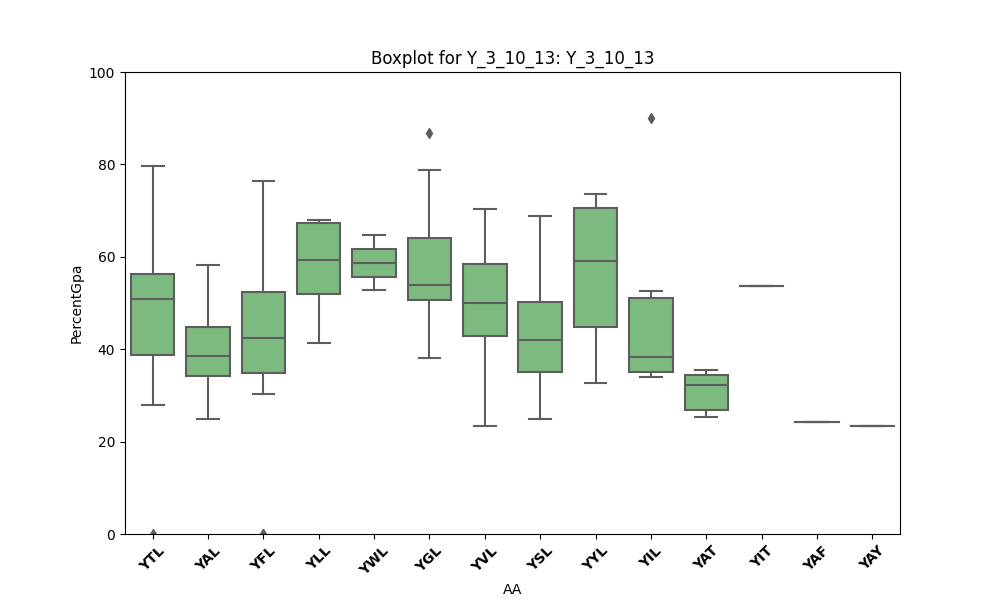 Boxplot for Y_3_10_13: Y_3_10_13
100
80
60
40
20
0
PercentGpa
YTL YAL YFL YLL YWL YGL YVL YSL YYL YIL YAT YIT YAF YAY
AA